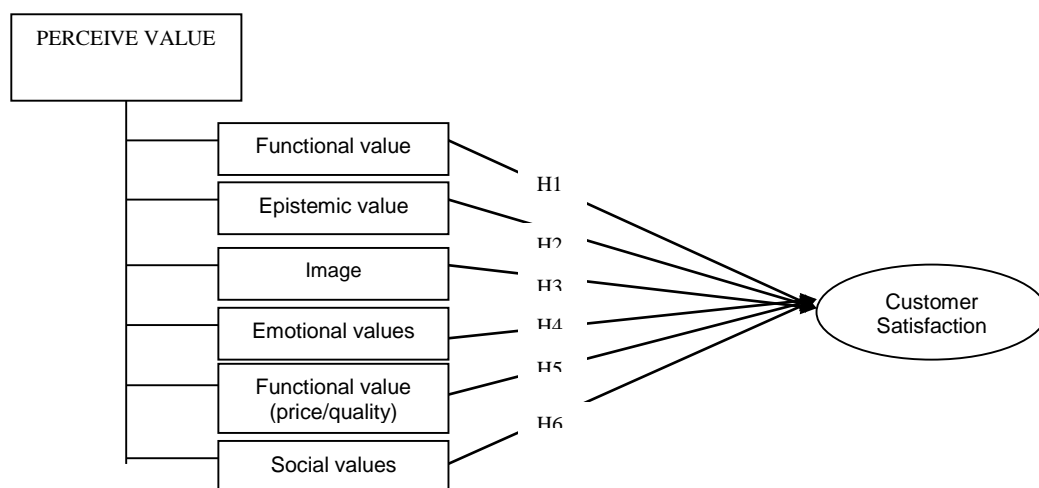 PERCEIVE VALUE
Functional value
H1
Epistemic value
H2
Image
H3
Emotional values
H4
Functional value
(price/quality)
H5
Social values
H6
Customer
Satisfaction